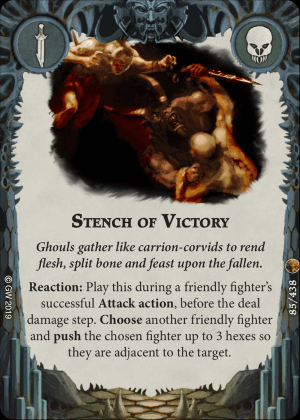 STENCH OF VICTORY
Ghouls gather like carrion-corvids to rend
flesh, split bone and feast upon the fallen.
Reaction: Play this during a friendly fighter's
successful Attack action, before the deal
damage step. Choose another friendly fighter
and push the chosen fighter up to 3 hexes so
they are adjacent to the target.
© GW 2019
85/438